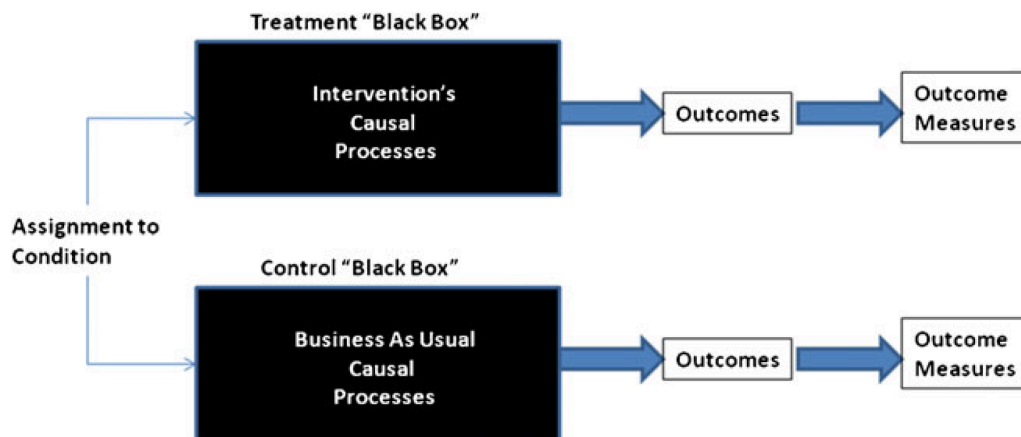 Treatment “Black Box”
Intervention’s
Causal
Processes
Outcomes
Outcome
Measures
Assignment to
Condition
Control “Black Box”
Business As Usual
Causal
Processes
Outcomes
Outcome
Measures